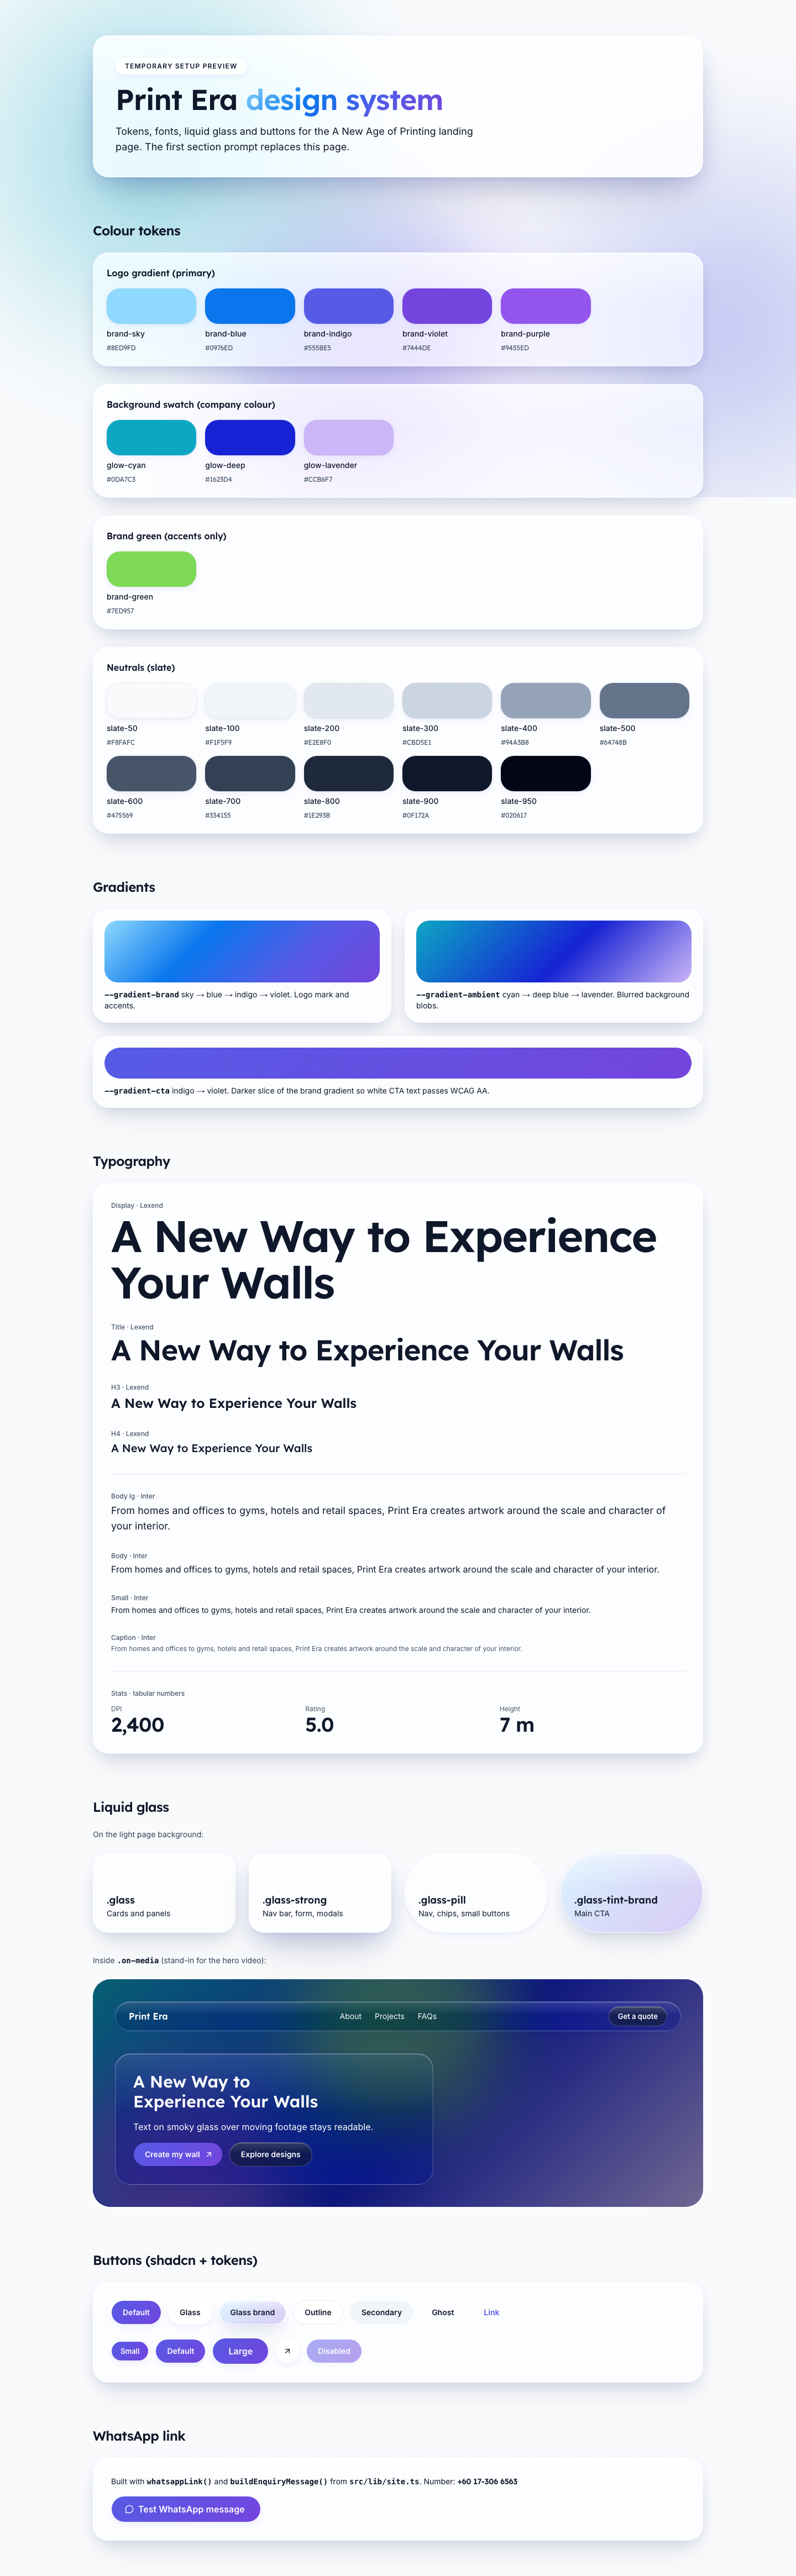 TEMPORARY SETUP PREVIEW
Print Era design system
Tokens, fonts, liquid glass and buttons for the A New Age of Printing landing
page. The first section prompt replaces this page.
Colour tokens
Logo gradient (primary)
brand-sky
#8ED9FD
brand-blue
#0976ED
brand-indigo
#555BE5
brand-violet
#7444DE
brand-purple
#9455ED
Background swatch (company colour)
glow-cyan
#0DA7C3
glow-deep
#1623D4
glow-lavender
#CCB6F7
Brand green (accents only)
brand-green
#7ED957
Neutrals (slate)
slate-50
#F8FAFC
slate-100
#F1F5F9
slate-200
#E2E8F0
slate-300
#CBD5E1
slate-400
#94A3B8
slate-500
#64748B
slate-600
#475569
slate-700
#334155
slate-800
#1E293B
slate-900
#0F172A
slate-950
#020617
Gradients
--gradient-brand sky → blue → indigo → violet. Logo mark and
accents.
--gradient-ambient cyan → deep blue → lavender. Blurred background
blobs.
--gradient-cta indigo → violet. Darker slice of the brand gradient so white CTA text passes WCAG AA.
Typography
Display · Lexend
A New Way to Experience
Your Walls
Title · Lexend
A New Way to Experience Your Walls
H3 · Lexend
A New Way to Experience Your Walls
H4 · Lexend
A New Way to Experience Your Walls
Body lg · Inter
From homes and offices to gyms, hotels and retail spaces, Print Era creates artwork around the scale and character of
your interior.
Body · Inter
From homes and offices to gyms, hotels and retail spaces, Print Era creates artwork around the scale and character of your interior.
Small · Inter
From homes and offices to gyms, hotels and retail spaces, Print Era creates artwork around the scale and character of your interior.
Caption · Inter
From homes and offices to gyms, hotels and retail spaces, Print Era creates artwork around the scale and character of your interior.
Stats · tabular numbers
DPI
2,400
Rating
5.0
Height
7 m
Liquid glass
On the light page background:
.glass
Cards and panels
.glass-strong
Nav bar, form, modals
.glass-pill
Nav, chips, small buttons
.glass-tint-brand
Main CTA
Inside .on-media (stand-in for the hero video):
Print Era
About Projects FAQs
Get a quote
A New Way to
Experience Your Walls
Text on smoky glass over moving footage stays readable.
Create my wall
Explore designs
Buttons (shadcn + tokens)
Default Glass Glass brand Outline Secondary Ghost Link
Small Default Large Disabled
WhatsApp link
Built with whatsappLink() and buildEnquiryMessage() from src/lib/site.ts. Number: +60 17-306 6563
Test WhatsApp message